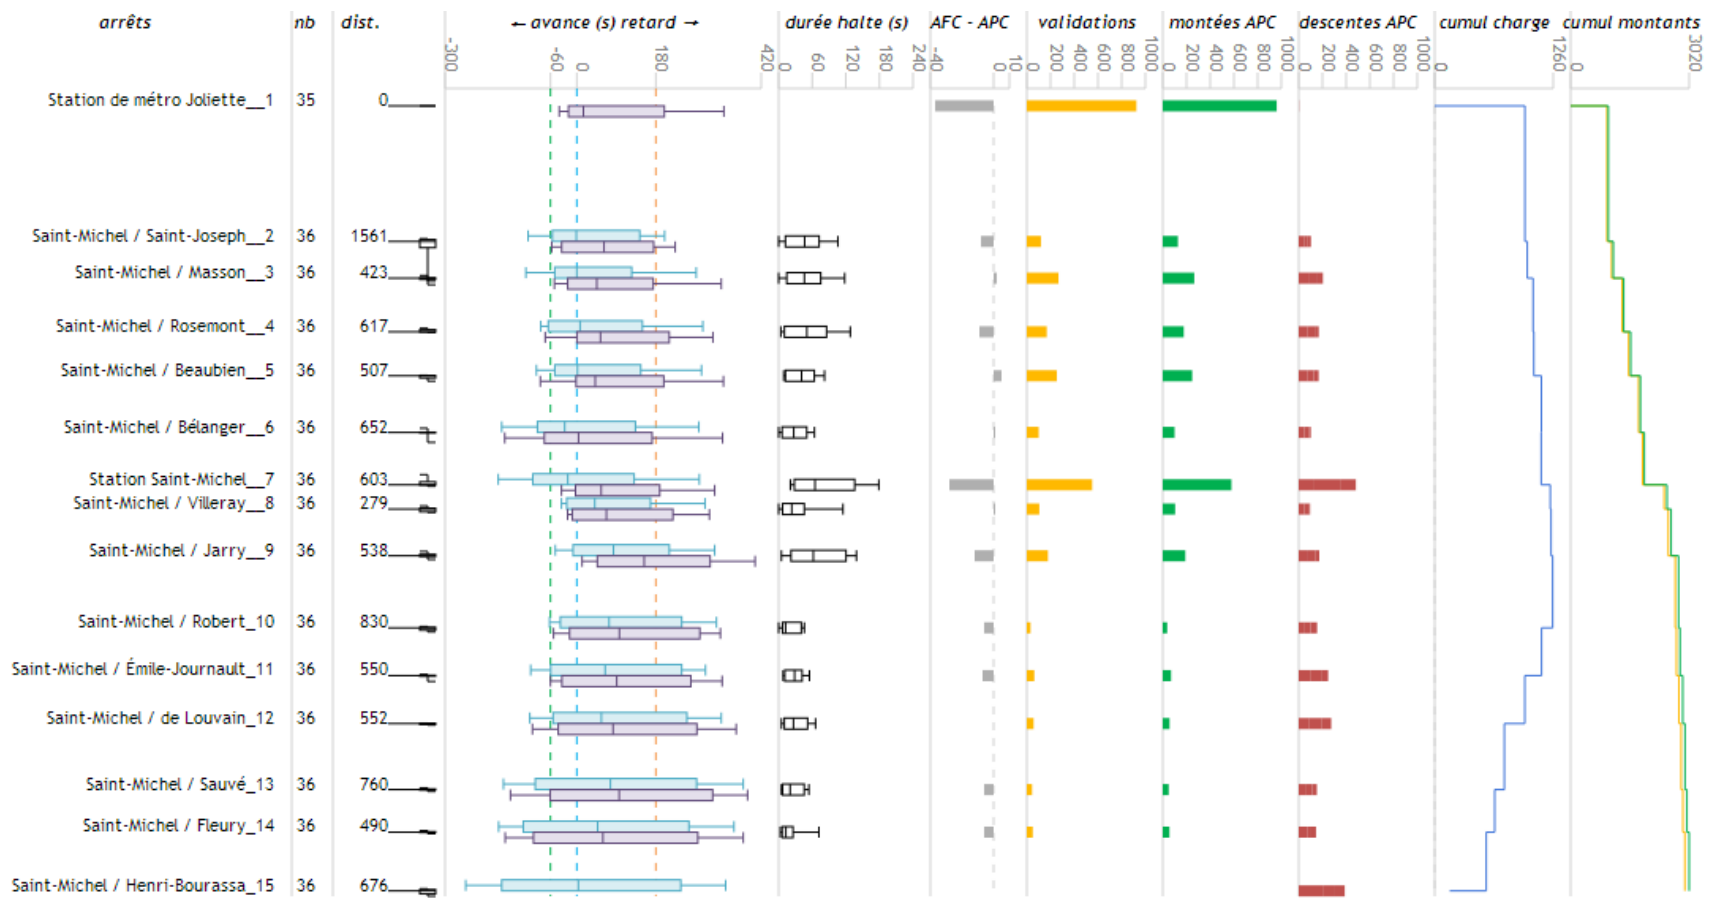 arrêts nb dist. ← avance (s) retard → durée halte (s) AFC - APC validations montées APC descentes APC cumul charge cumul montants
-300 -60 0 180 420 0 60 120 180 240 -40 0 10 0 200 400 600 800 1000 0 200 400 600 800 1000 0 200 400 600 800 1000 0 1260 0 3020
Station de métro Joliette__1 35 0
Saint-Michel / Saint-Joseph__2 36 1561
Saint-Michel / Masson__3 36 423
Saint-Michel / Rosemont__4 36 617
Saint-Michel / Beaubien__5 36 507
Saint-Michel / Bélanger__6 36 652
Station Saint-Michel__7 36 603
Saint-Michel / Villeray__8 36 279
Saint-Michel / Jarry__9 36 538
Saint-Michel / Robert_10 36 830
Saint-Michel / Émile-Journault_11 36 550
Saint-Michel / de Louvain_12 36 552
Saint-Michel / Sauvé_13 36 760
Saint-Michel / Fleury_14 36 490
Saint-Michel / Henri-Bourassa_15 36 676